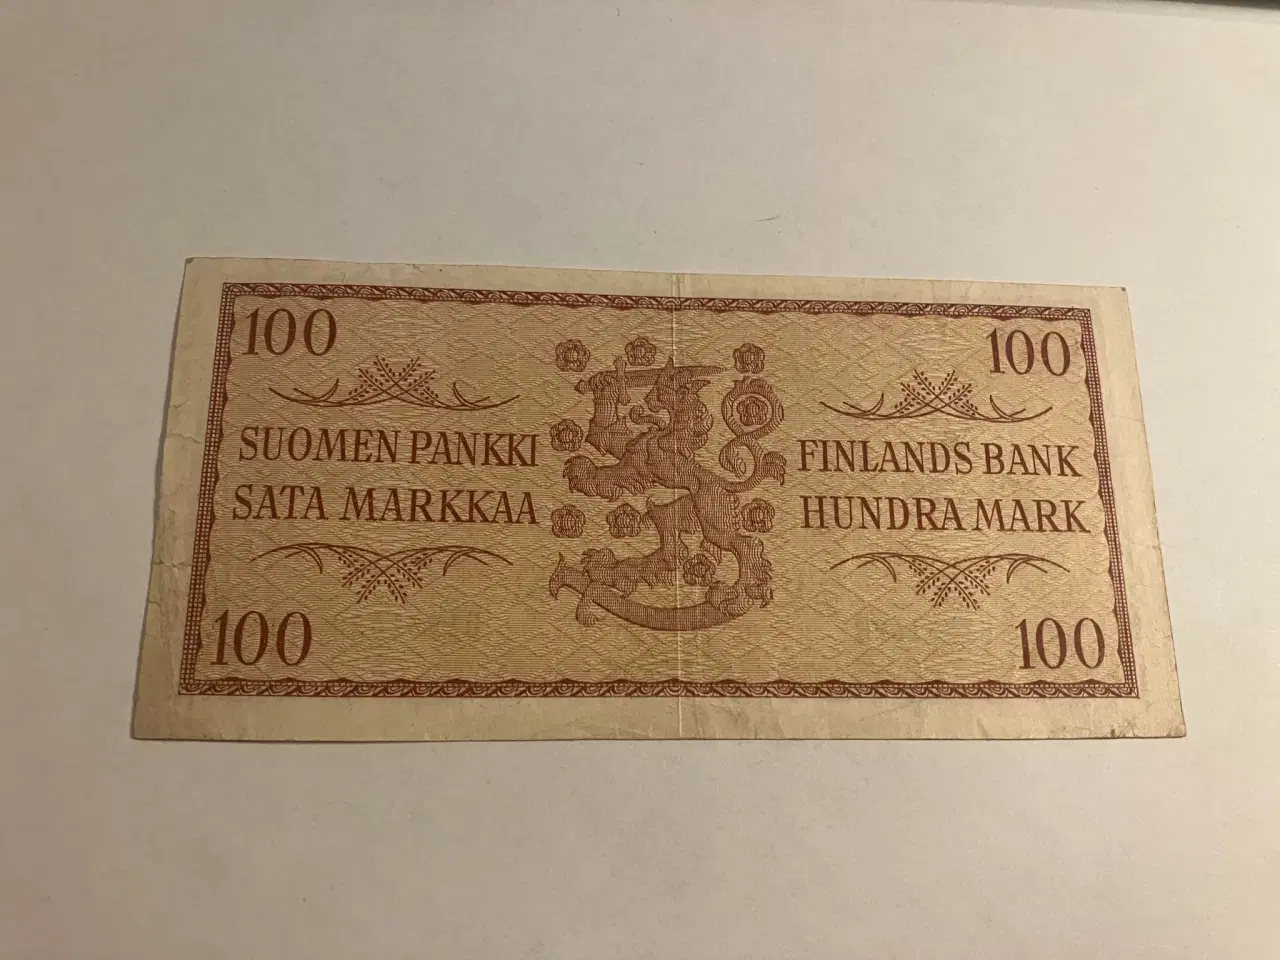 100
100
SUOMEN PANKKI
SATA MARKKAA
FINLANDS BANK
HUNDRA MARK
100
100